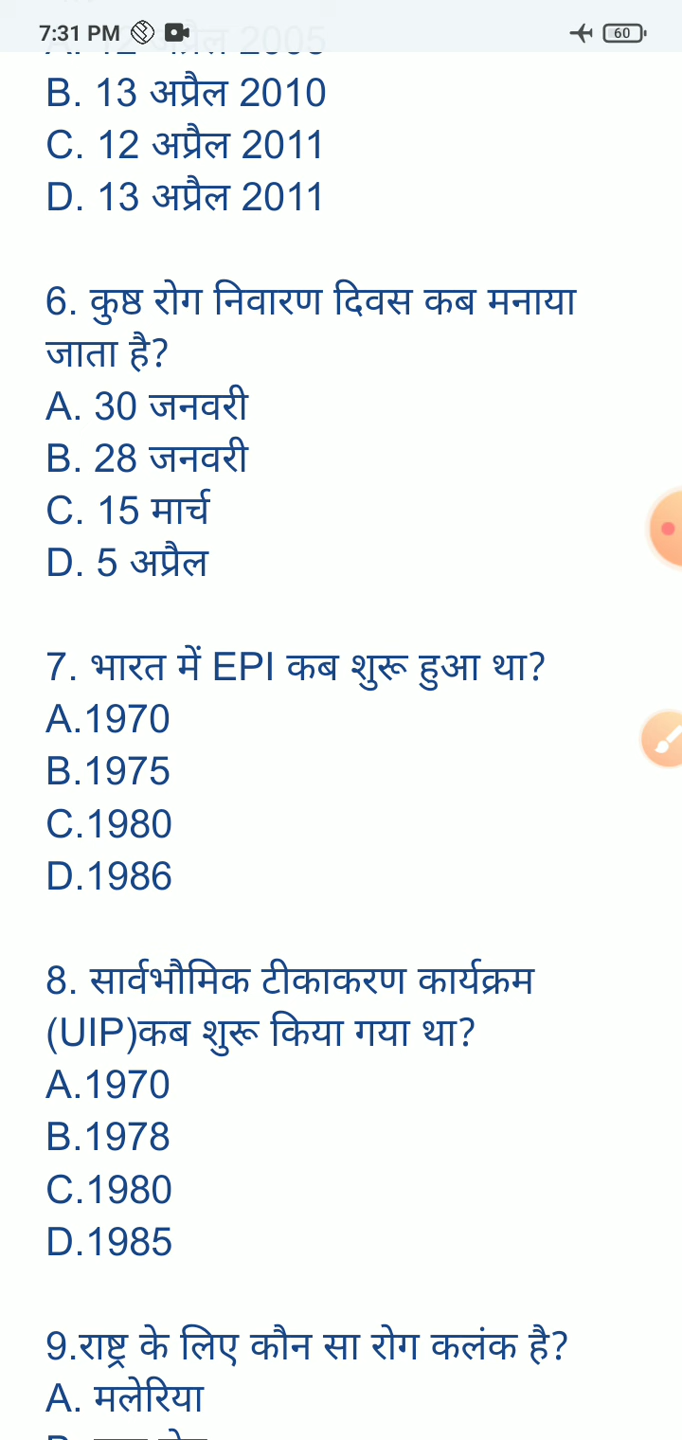 7:31 PM
60
2005
B. 13 अप्रैल 2010
C. 12 अप्रैल 2011
D. 13 अप्रैल 2011
6. कुष्ठ रोग निवारण दिवस कब मनाया
जाता है?
A. 30 जनवरी
B. 28 जनवरी
C. 15 मार्च
D. 5 अप्रैल
7. भारत में EPI कब शुरू हुआ था?
A.1970
B.1975
C.1980
D.1986
8. सार्वभौमिक टीकाकरण कार्यक्रम
(UIP)कब शुरू किया गया था?
A.1970
B.1978
C.1980
D.1985
9.राष्ट्र के लिए कौन सा रोग कलंक है?
A. मलेरिया